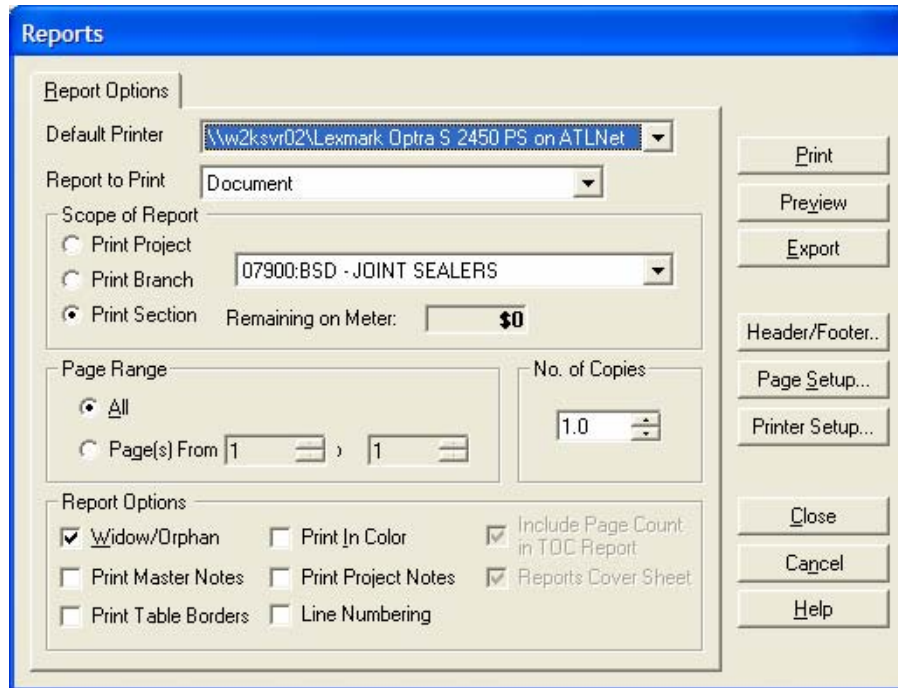 Reports
Report Options
Default Printer \\w2ksvr02\Lexmark Optra S 2450 PS on ATLNet
Report to Print Document
Scope of Report
Print Project
Print Branch
07900:BSD - JOINT SEALERS
Print Section Remaining on Meter: $0
Page Range
All
Page(s) From 1 › 1
No. of Copies
1.0
Report Options
Widow/Orphan Print In Color Include Page Count
in TOC Report
Print Master Notes Print Project Notes Reports Cover Sheet
Print Table Borders Line Numbering
Print
Preview
Export
Header/Footer..
Page Setup...
Printer Setup...
Close
Cancel
Help